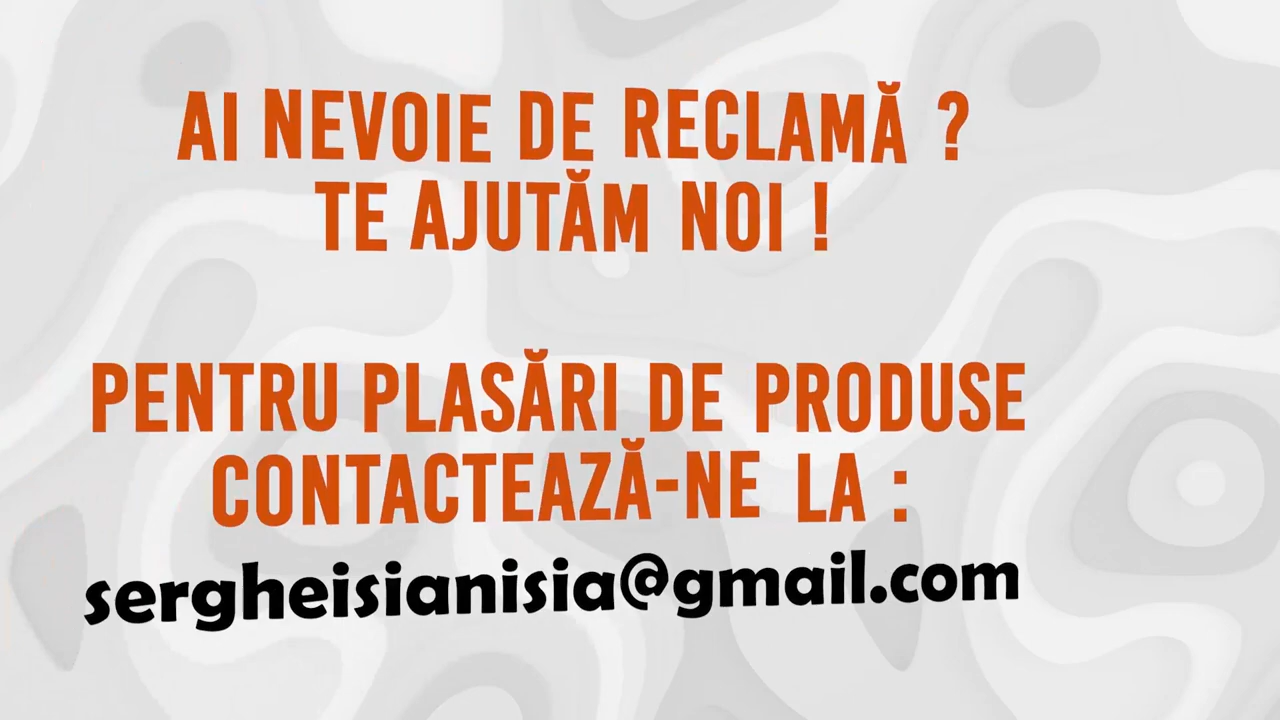 AI NEVOIE DE RECLAMĂ ?
TE AJUTĂM NOI !
PENTRU PLASĂRI DE PRODUSE
CONTACTEAZĂ-NE LA :
sergheisianisia@gmail.com